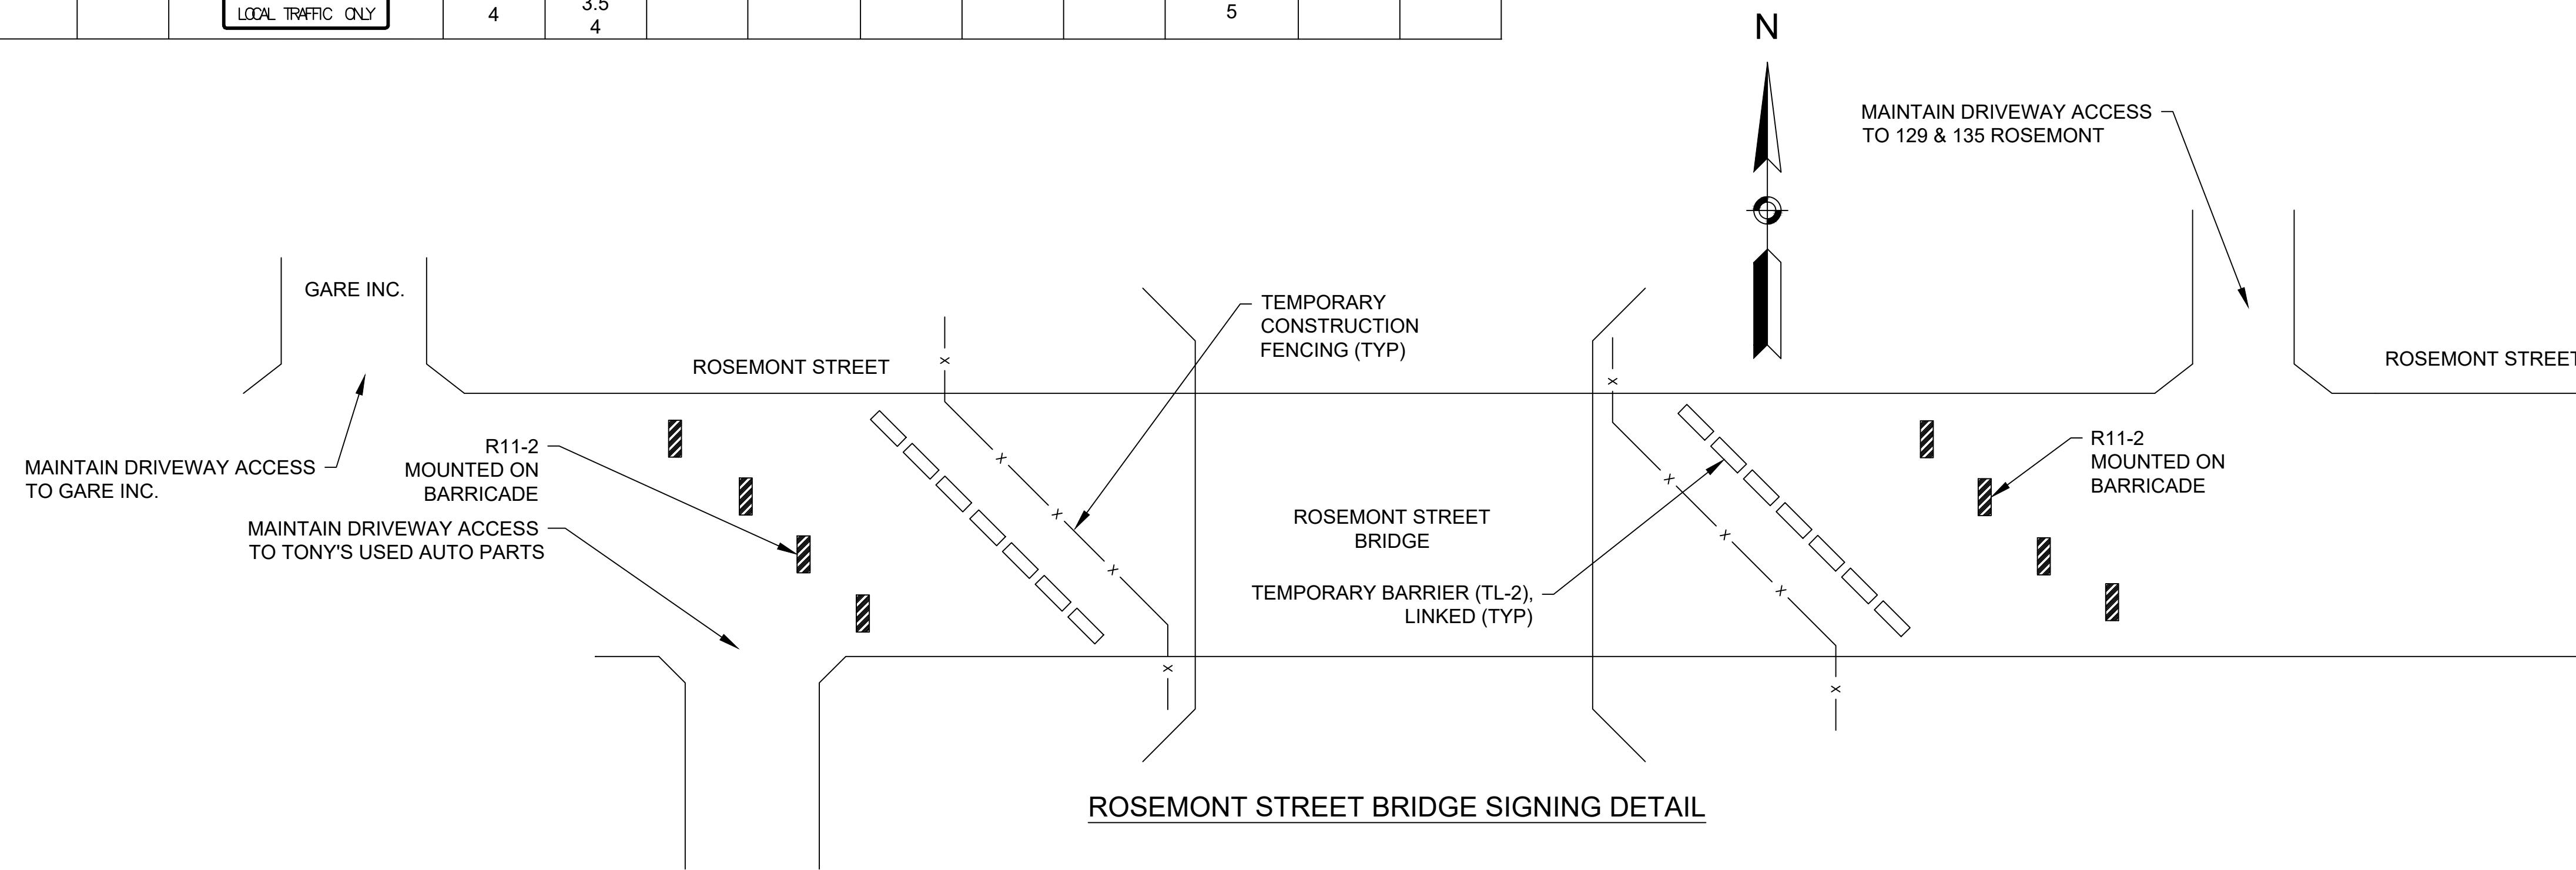 LOCAL TRAFFIC ONLY
4
3.5
4
5
N
MAINTAIN DRIVEWAY ACCESS
TO 129 & 135 ROSEMONT
GARE INC.
TEMPORARY
CONSTRUCTION
FENCING (TYP)
ROSEMONT STREET
ROSEMONT STREET
R11-2
MOUNTED ON
BARRICADE
R11-2
MOUNTED ON
BARRICADE
MAINTAIN DRIVEWAY ACCESS
TO GARE INC.
MAINTAIN DRIVEWAY ACCESS
TO TONY'S USED AUTO PARTS
ROSEMONT STREET
BRIDGE
TEMPORARY BARRIER (TL-2),
LINKED (TYP)
X
X
X
X
X
X
X
X
X
X
ROSEMONT STREET BRIDGE SIGNING DETAIL